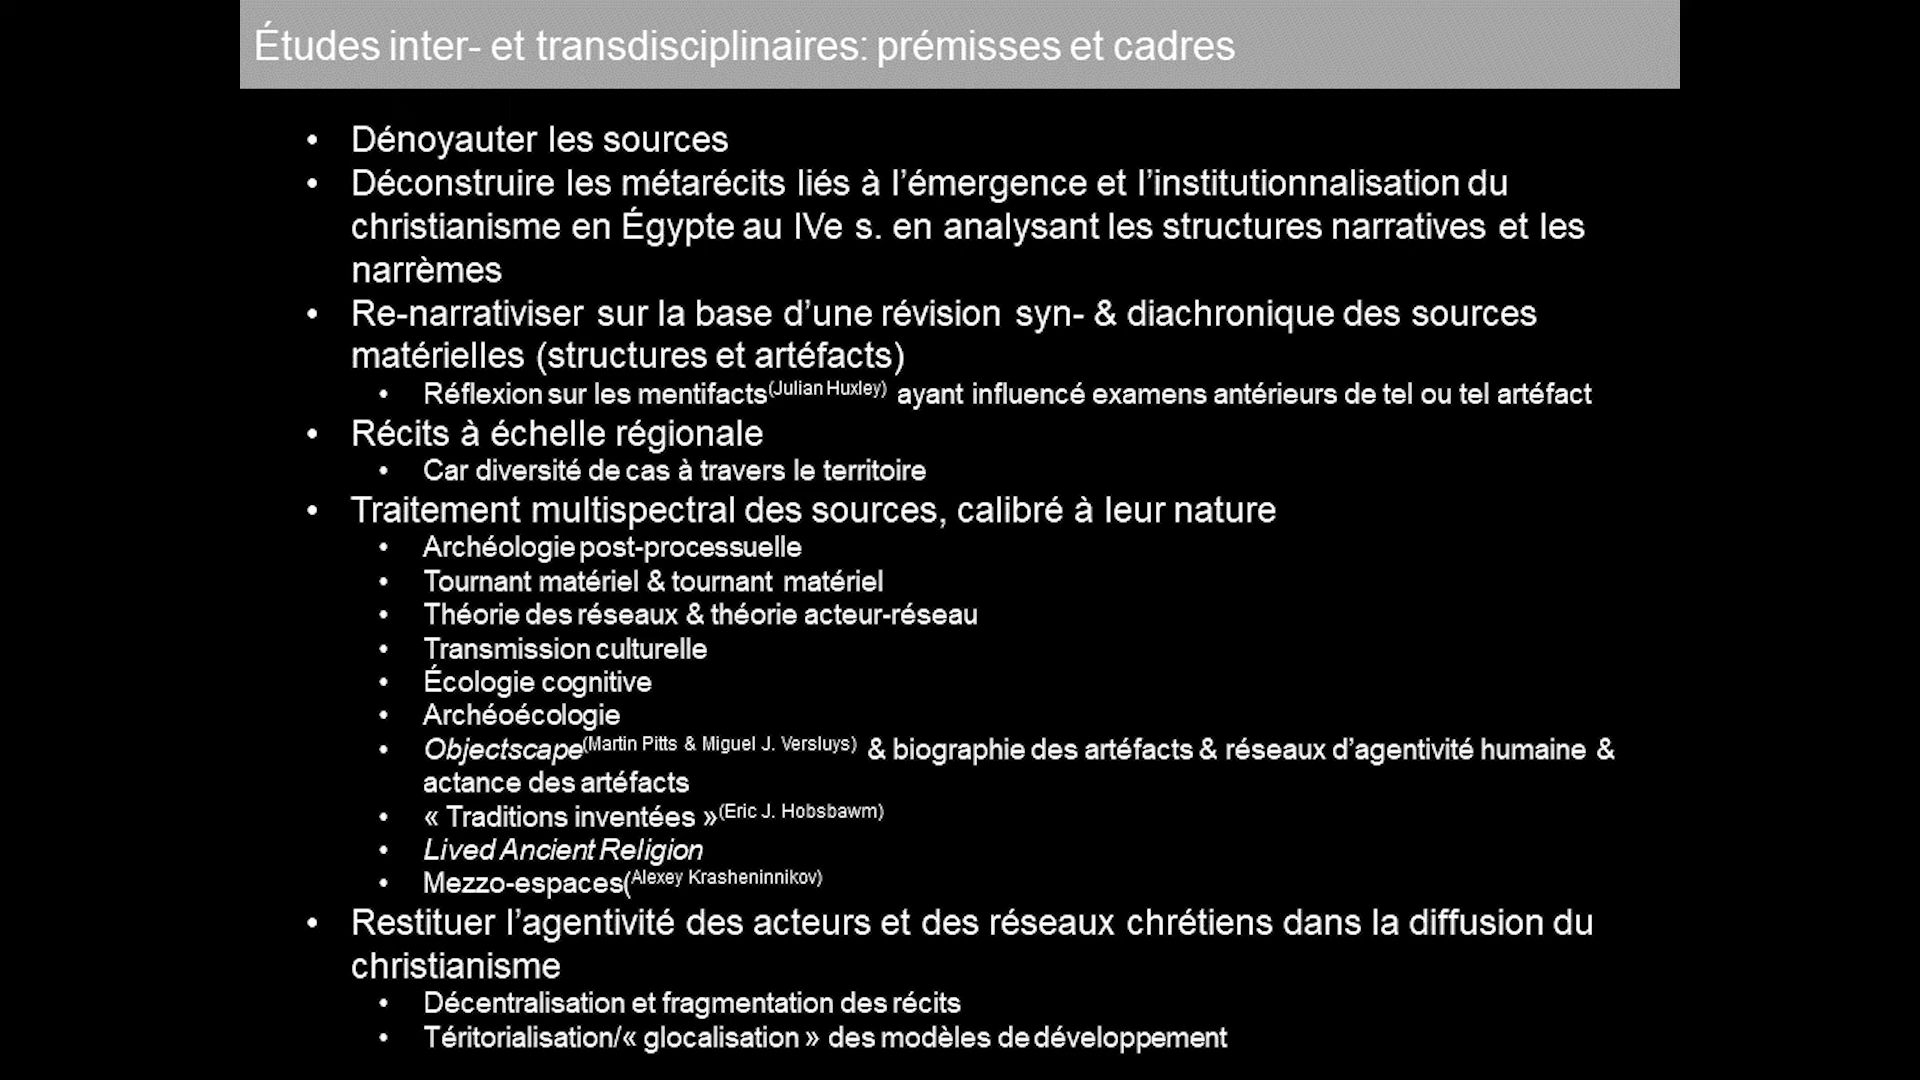 Études inter- et transdisciplinaires: prémisses et cadres
• Dénoyauter les sources
• Déconstruire les métarécits liés à l’émergence et l’institutionnalisation du
christianisme en Égypte au IVe s. en analysant les structures narratives et les
narrèmes
• Re-narrativiser sur la base d’une révision syn- & diachronique des sources
matérielles (structures et artéfacts)
• Réflexion sur les mentifacts(Julian Huxley) ayant influencé examens antérieurs de tel ou tel artéfact
• Récits à échelle régionale
• Car diversité de cas à travers le territoire
• Traitement multispectral des sources, calibré à leur nature
• Archéologie post-processuelle
• Tournant matériel & tournant matériel
• Théorie des réseaux & théorie acteur-réseau
• Transmission culturelle
• Écologie cognitive
• Archéoécologie
• Objectscape(Martin Pitts & Miguel J. Versluys) & biographie des artéfacts & réseaux d’agentivité humaine &
actance des artéfacts
• « Traditions inventées »(Eric J. Hobsbawm)
• Lived Ancient Religion
• Mezzo-espaces(Alexey Krasheninnikov)
• Restituer l’agentivité des acteurs et des réseaux chrétiens dans la diffusion du
christianisme
• Décentralisation et fragmentation des récits
• Téritorialisation/« glocalisation » des modèles de développement